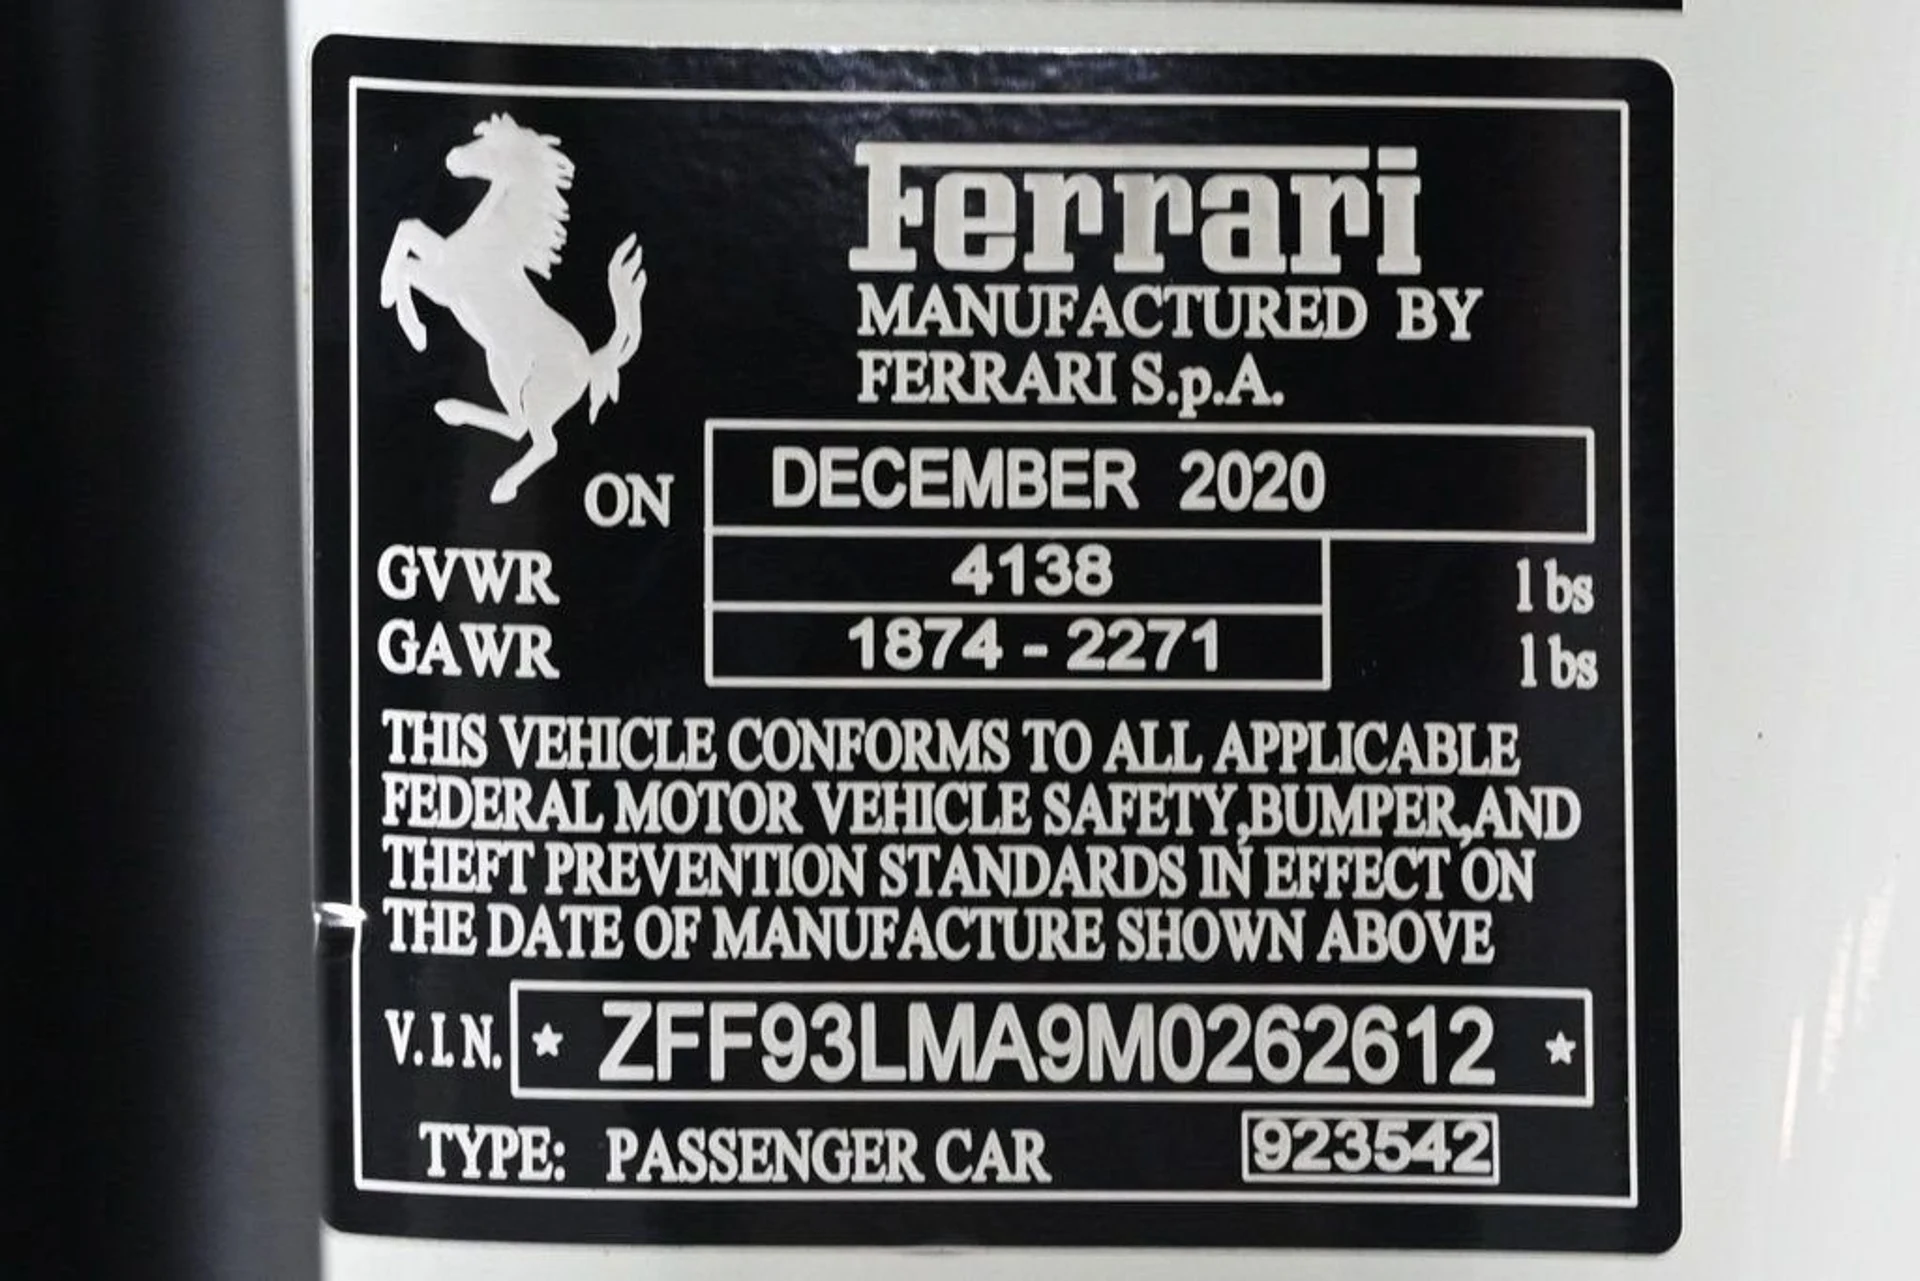 Ferrari
MANUFACTURED BY
FERRARI S.p.A.
ON DECEMBER 2020
GVWR 4138 lbs
GAWR 1874 - 2271 lbs
THIS VEHICLE CONFORMS TO ALL APPLICABLE
FEDERAL MOTOR VEHICLE SAFETY,BUMPER,AND
THEFT PREVENTION STANDARDS IN EFFECT ON
THE DATE OF MANUFACTURE SHOWN ABOVE
V.I.N. ★ ZFF93LMA9M0262612 ★
TYPE: PASSENGER CAR 923542